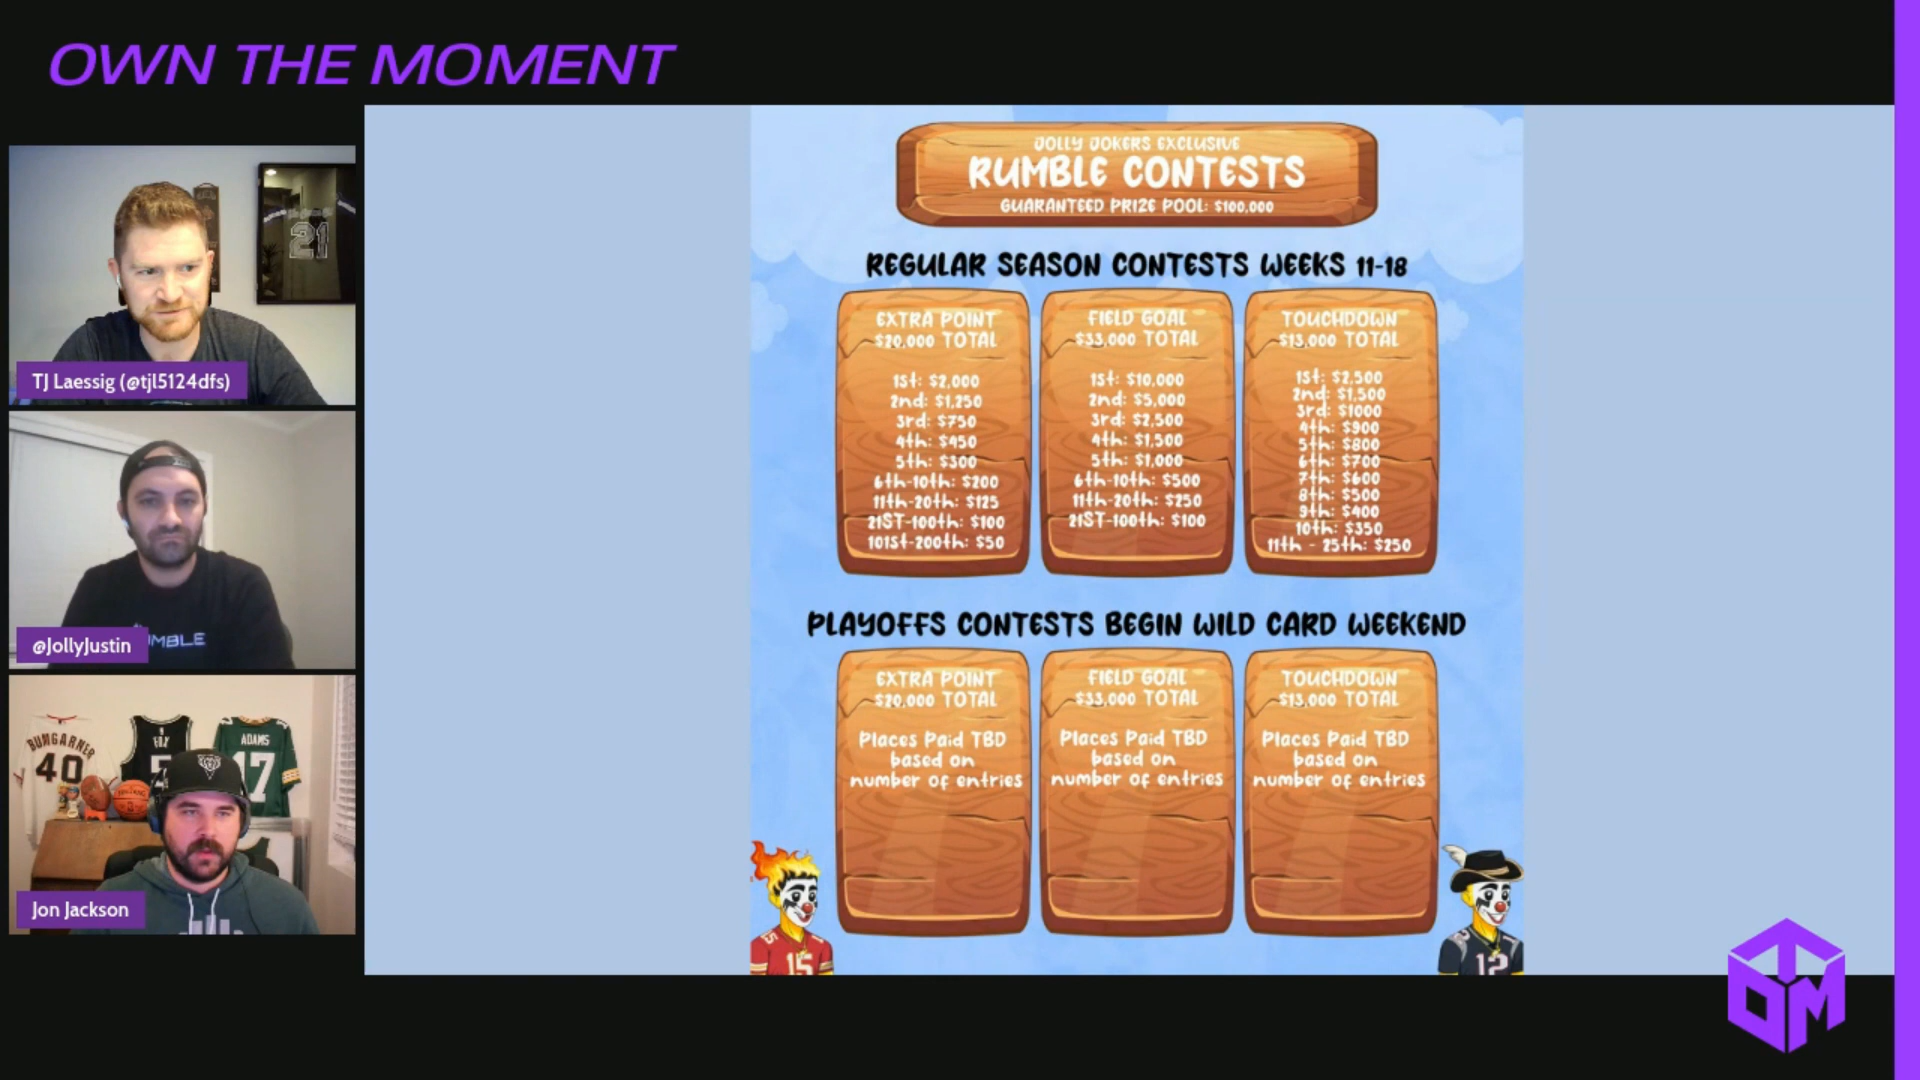 OWN THE MOMENT
TJ Laessig (@tjl5124dfs)
21
@JollyJustin
MBLE
BUMGARNER
40
FOX
5
ADAMS
17
Jon Jackson
JOLLY JOKERS EXCLUSIVE
RUMBLE CONTESTS
GUARANTEED PRIZE POOL: $100,000
REGULAR SEASON CONTESTS WEEKS 11-18
EXTRA POINT
$20,000 TOTAL
1St: $2,000
2nd: $1,250
3rd: $750
4th: $450
5th: $300
6th-10th: $200
11th-20th: $125
21ST-100th: $100
101St-200th: $50
FIELD GOAL
$33,000 TOTAL
1St: $10,000
2nd: $5,000
3rd: $2,500
4th: $1,500
5th: $1,000
6th-10th: $500
11th-20th: $250
21ST-100th: $100
TOUCHDOWN
$13,000 TOTAL
1St: $2,500
2nd: $1,500
3rd: $1000
4th: $900
5th: $800
6th: $700
7th: $600
8th: $500
9th: $400
10th: $350
11th - 25th: $250
PLAYOFFS CONTESTS BEGIN WILD CARD WEEKEND
EXTRA POINT
$20,000 TOTAL
Places Paid TBD
based on
number of entries
FIELD GOAL
$33,000 TOTAL
Places Paid TBD
based on
number of entries
TOUCHDOWN
$13,000 TOTAL
Places Paid TBD
based on
number of entries
15
12
OTM